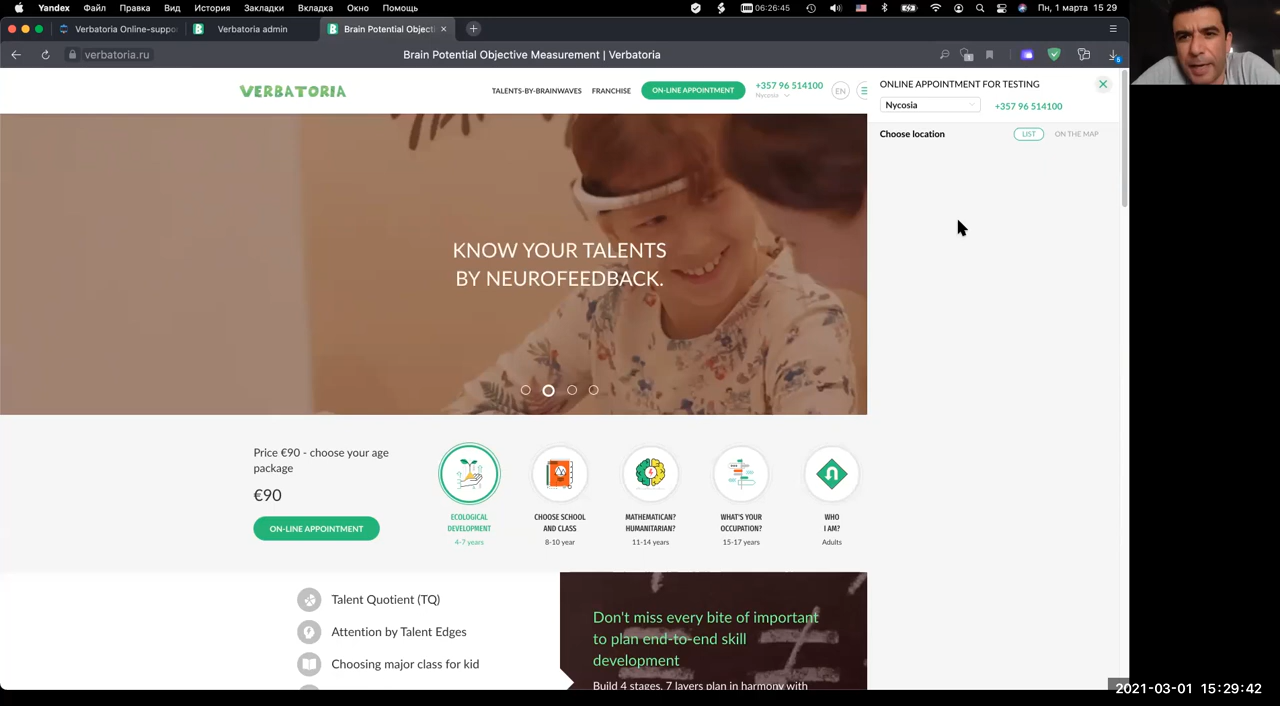 Yandex Файл Правка Вид История Закладки Вкладка Окно Помощь 06:26:45 Пн, 1 марта 15 29
Verbatoria Online-suppo Verbatoria admin Brain Potential Objecti
verbatoria.ru Brain Potential Objective Measurement | Verbatoria
VERBATORIA TALENTS-BY-BRAINWAVES FRANCHISE ON-LINE APPOINTMENT +357 96 514100 EN
Nycosia
ONLINE APPOINTMENT FOR TESTING
Nycosia +357 96 514100
Choose location LIST ON THE MAP
KNOW YOUR TALENTS
BY NEUROFEEDBACK.
Price €90 - choose your age
package
€90
ON-LINE APPOINTMENT
ECOLOGICAL
DEVELOPMENT
4-7 years
CHOOSE SCHOOL
AND CLASS
8-10 year
MATHEMATICAN?
HUMANITARIAN?
11-14 years
WHAT'S YOUR
OCCUPATION?
15-17 years
WHO
I AM?
Adults
Talent Quotient (TQ)
Attention by Talent Edges
Choosing major class for kid
Don't miss every bite of important
to plan end-to-end skill
development
Build 4 stages, 7 layers plan in harmony with
2021-03-01 15:29:42